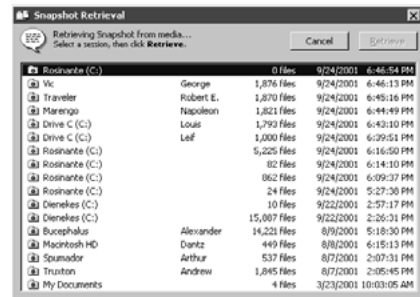 Snapshot Retrieval
Retrieving Snapshot from media...
Select a session, then click Retrieve.
Cancel
Retrieve
Rosinante (C:) 0 files 9/24/2001 6:46:54 PM
Vic George 1,876 files 9/24/2001 6:46:13 PM
Traveler Robert E. 1,870 files 9/24/2001 6:45:16 PM
Marengo Napoleon 1,821 files 9/24/2001 6:44:49 PM
Drive C (C:) Louis 1,793 files 9/24/2001 6:43:10 PM
Drive C (C:) Leif 1,000 files 9/24/2001 6:39:51 PM
Rosinante (C:) 5,225 files 9/24/2001 6:16:50 PM
Rosinante (C:) 82 files 9/24/2001 6:14:10 PM
Rosinante (C:) 862 files 9/24/2001 6:09:37 PM
Rosinante (C:) 24 files 9/24/2001 5:27:38 PM
Dienekes (C:) 10 files 9/22/2001 2:57:17 PM
Dienekes (C:) 15,087 files 9/22/2001 2:26:31 PM
Bucephalus Alexander 14,221 files 8/9/2001 5:18:30 PM
Macintosh HD Dantz 449 files 8/8/2001 6:15:13 PM
Spumador Arthur 537 files 8/7/2001 2:07:31 PM
Truxton Andrew 1,845 files 8/7/2001 2:05:45 PM
My Documents 4 files 3/23/2001 10:03:05 AM